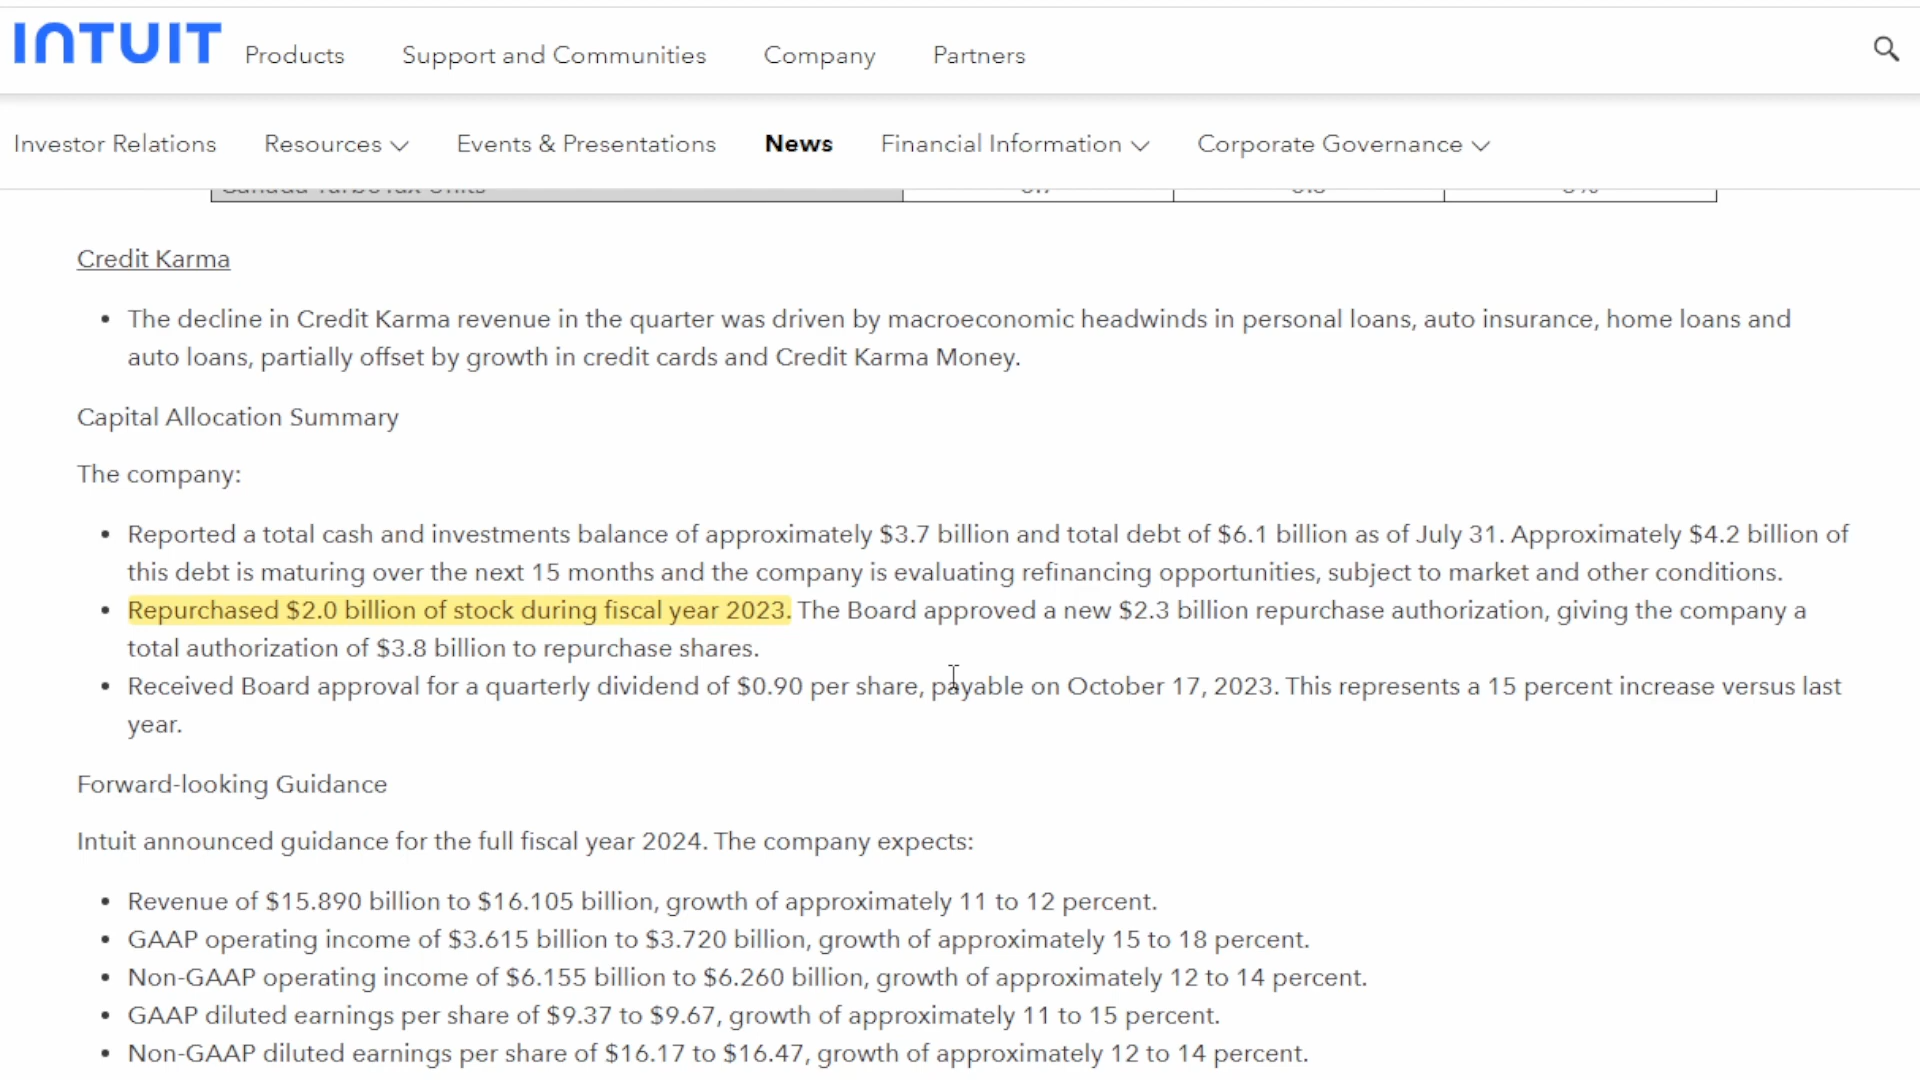 INTUIT Products Support and Communities Company Partners
Investor Relations Resources Events & Presentations News Financial Information Corporate Governance
Credit Karma
• The decline in Credit Karma revenue in the quarter was driven by macroeconomic headwinds in personal loans, auto insurance, home loans and
auto loans, partially offset by growth in credit cards and Credit Karma Money.
Capital Allocation Summary
The company:
• Reported a total cash and investments balance of approximately $3.7 billion and total debt of $6.1 billion as of July 31. Approximately $4.2 billion of
this debt is maturing over the next 15 months and the company is evaluating refinancing opportunities, subject to market and other conditions.
• Repurchased $2.0 billion of stock during fiscal year 2023. The Board approved a new $2.3 billion repurchase authorization, giving the company a
total authorization of $3.8 billion to repurchase shares.
• Received Board approval for a quarterly dividend of $0.90 per share, payable on October 17, 2023. This represents a 15 percent increase versus last
year.
Forward-looking Guidance
Intuit announced guidance for the full fiscal year 2024. The company expects:
• Revenue of $15.890 billion to $16.105 billion, growth of approximately 11 to 12 percent.
• GAAP operating income of $3.615 billion to $3.720 billion, growth of approximately 15 to 18 percent.
• Non-GAAP operating income of $6.155 billion to $6.260 billion, growth of approximately 12 to 14 percent.
• GAAP diluted earnings per share of $9.37 to $9.67, growth of approximately 11 to 15 percent.
• Non-GAAP diluted earnings per share of $16.17 to $16.47, growth of approximately 12 to 14 percent.